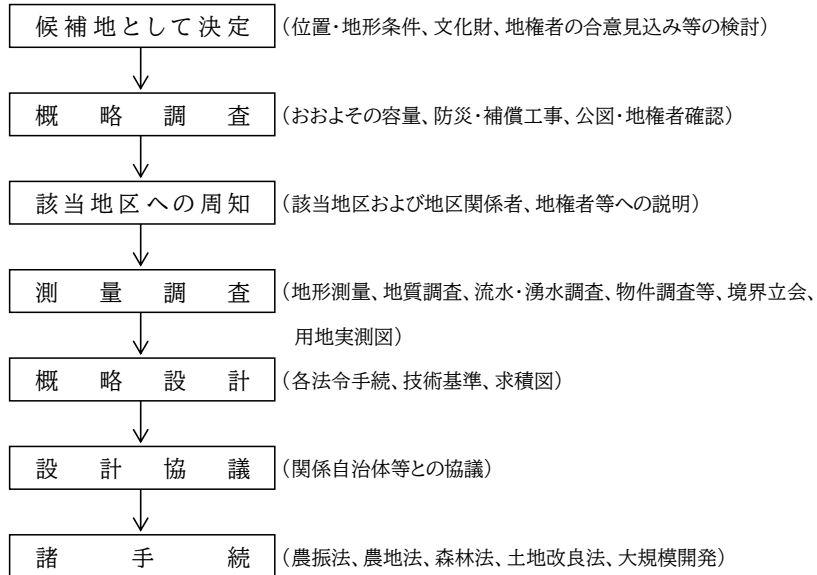 候補地として決定 (位置・地形条件、文化財、地権者の合意見込み等の検討)
概略調査 (おおよその容量、防災・補償工事、公図・地権者確認)
該当地区への周知 (該当地区および地区関係者、地権者等への説明)
測量調査 (地形測量、地質調査、流水・湧水調査、物件調査等、境界立会、
用地実測図)
概略設計 (各法令手続、技術基準、求積図)
設計協議 (関係自治体等との協議)
諸手続 (農振法、農地法、森林法、土地改良法、大規模開発)